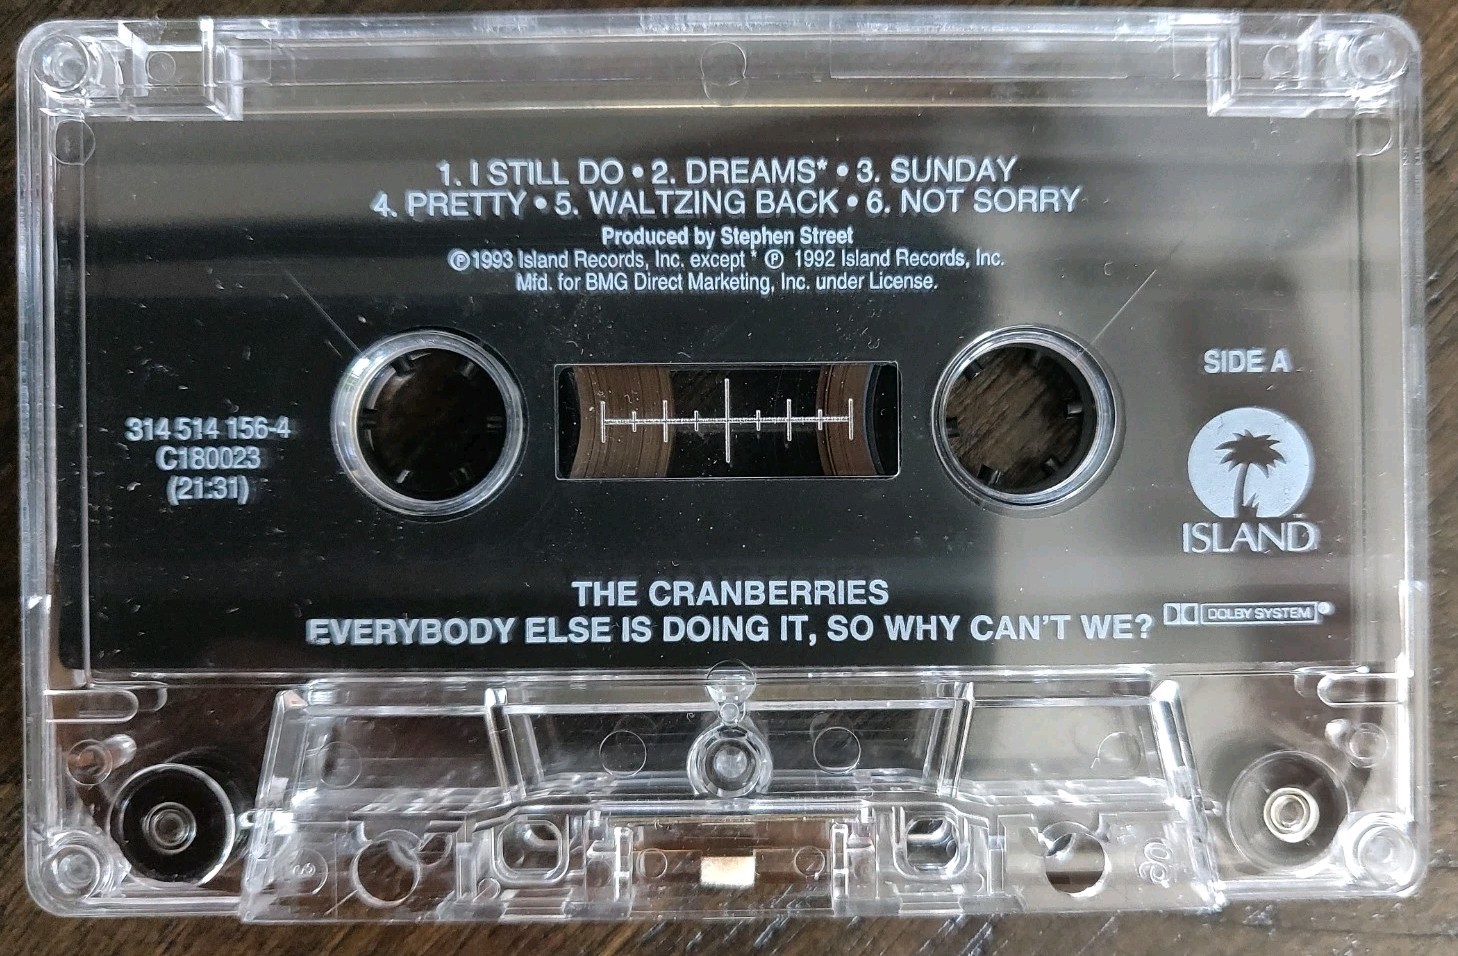 1. I STILL DO • 2. DREAMS* • 3. SUNDAY
4. PRETTY • 5. WALTZING BACK • 6. NOT SORRY
Produced by Stephen Street
℗1993 Island Records, Inc. except * ℗ 1992 Island Records, Inc.
Mfd. for BMG Direct Marketing, Inc. under License.
SIDE A
314 514 156-4
C180023
(21:31)
ISLAND
™
THE CRANBERRIES
EVERYBODY ELSE IS DOING IT, SO WHY CAN'T WE?
DOLBY SYSTEM®